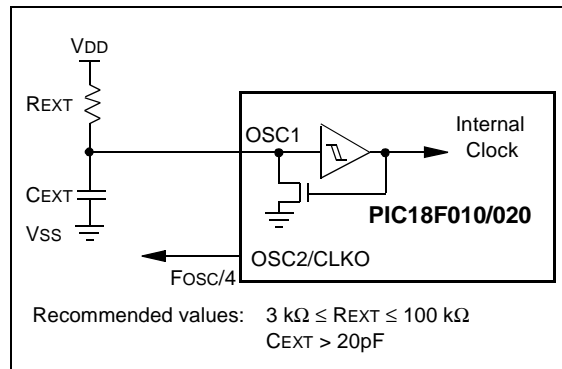 VDD
REXT
OSC1
Internal
Clock
CEXT
PIC18F010/020
VSS
OSC2/CLKO
FOSC/4
Recommended values: 3 kΩ ≤ REXT ≤ 100 kΩ
CEXT > 20pF